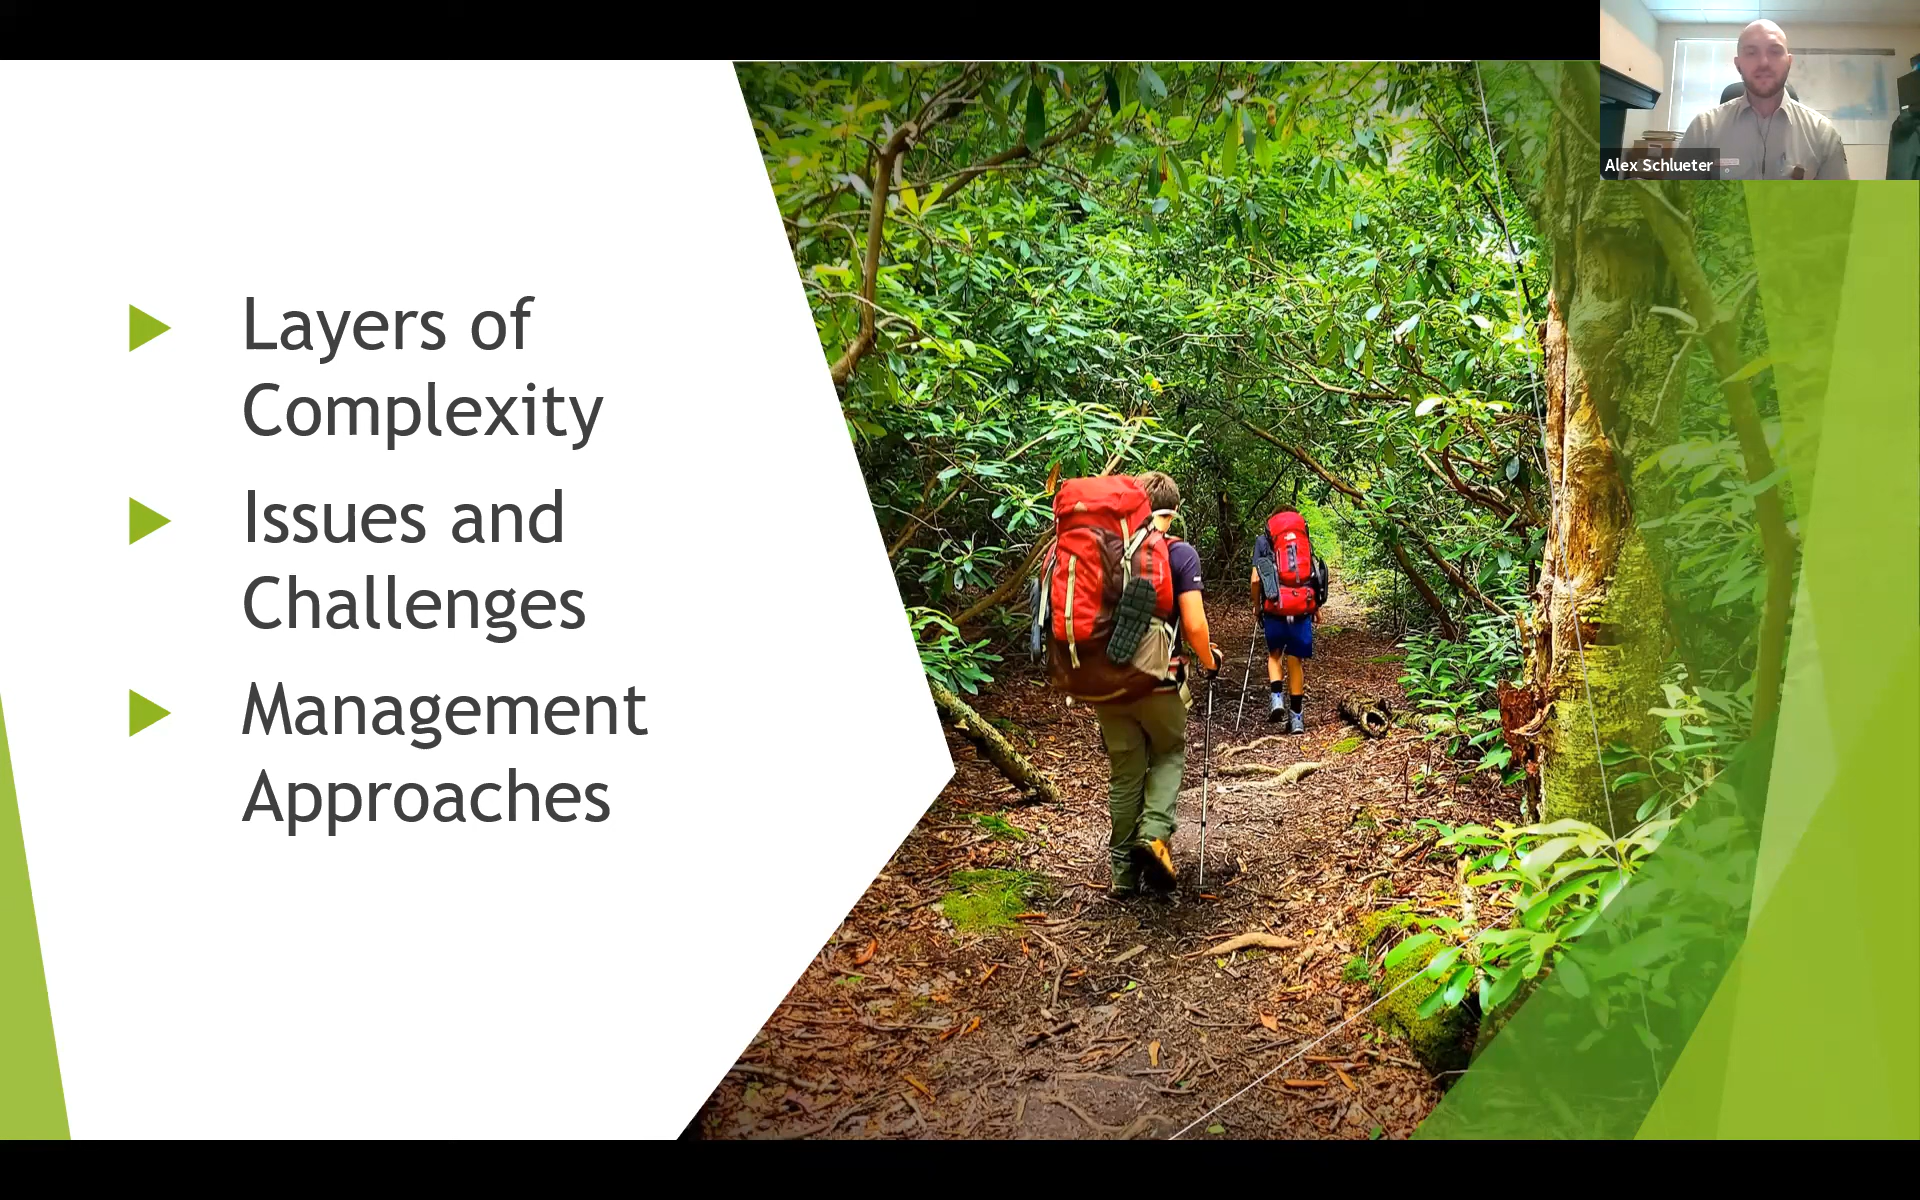 Layers of
Complexity
Issues and
Challenges
Management
Approaches
Alex Schlueter